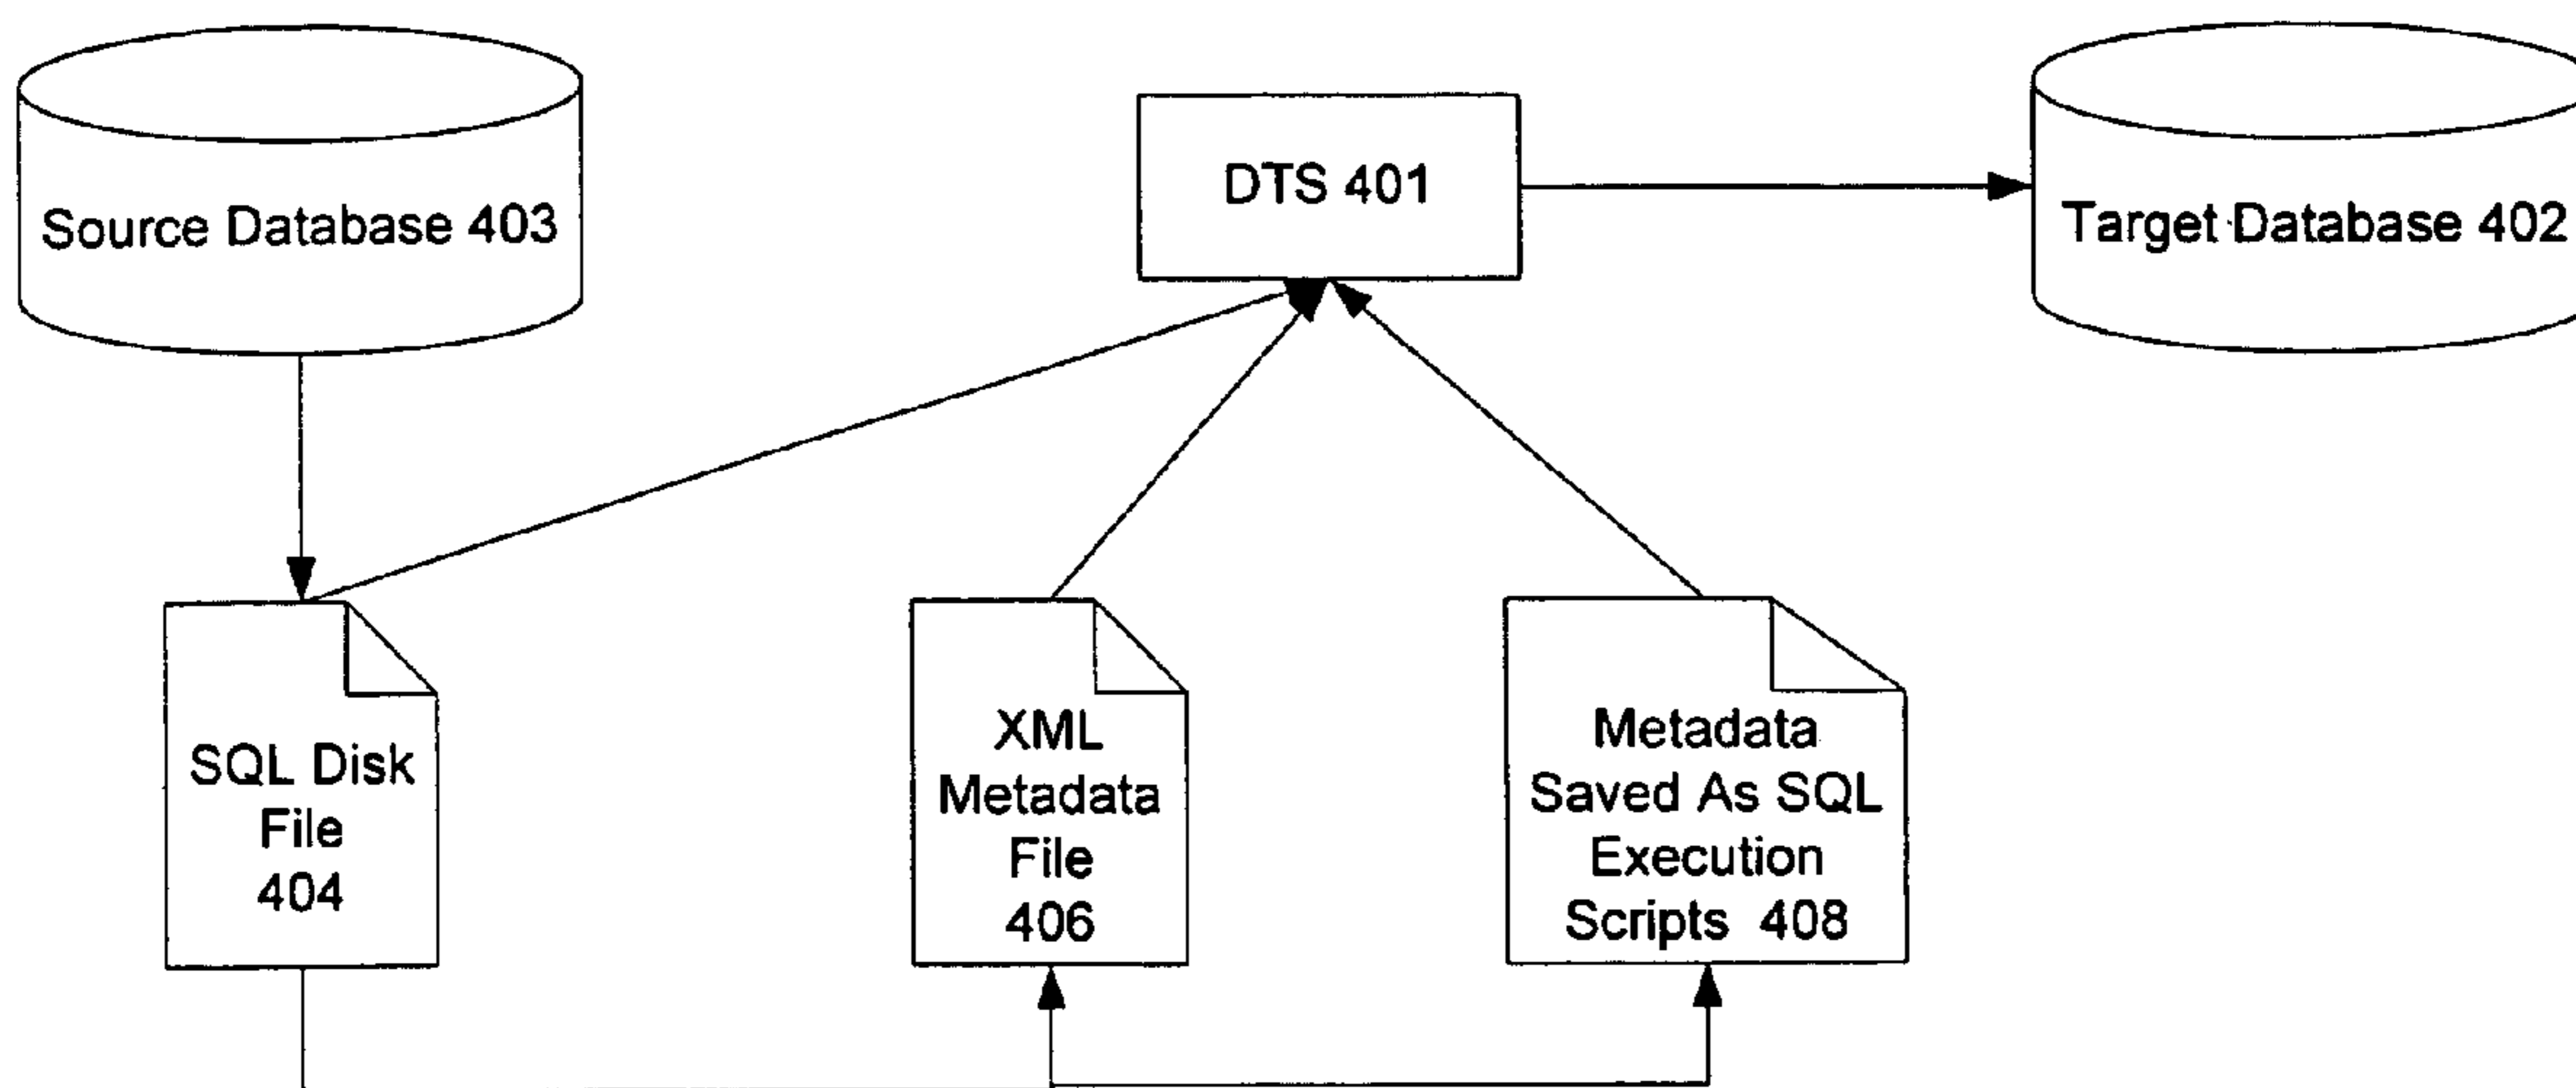 Source Database 403
DTS 401
Target Database 402
SQL Disk
File
404
XML
Metadata
File
406
Metadata
Saved As SQL
Execution
Scripts 408